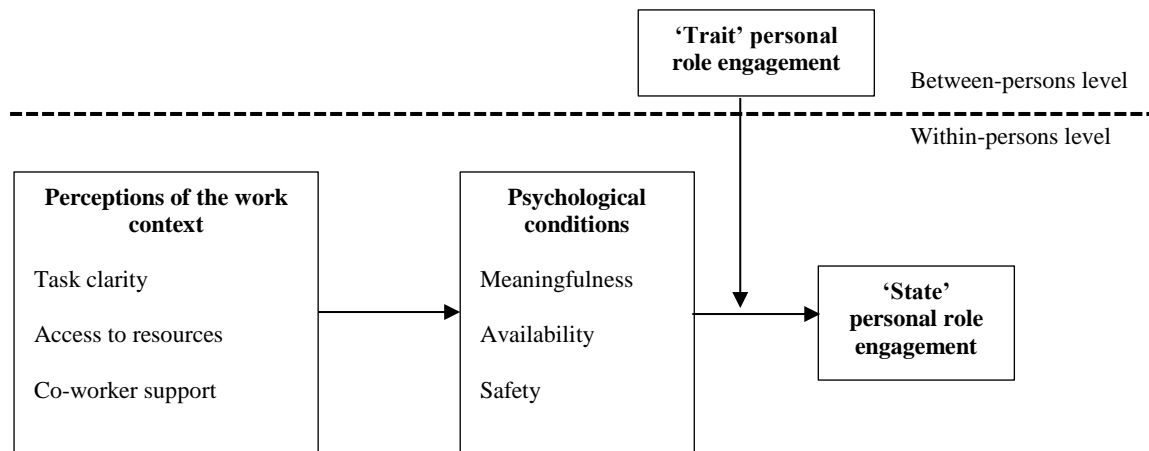 ‘Trait’ personal
role engagement
Between-persons level
Within-persons level
Perceptions of the work
context
Task clarity
Access to resources
Co-worker support
Psychological
conditions
Meaningfulness
Availability
Safety
‘State’
personal role
engagement